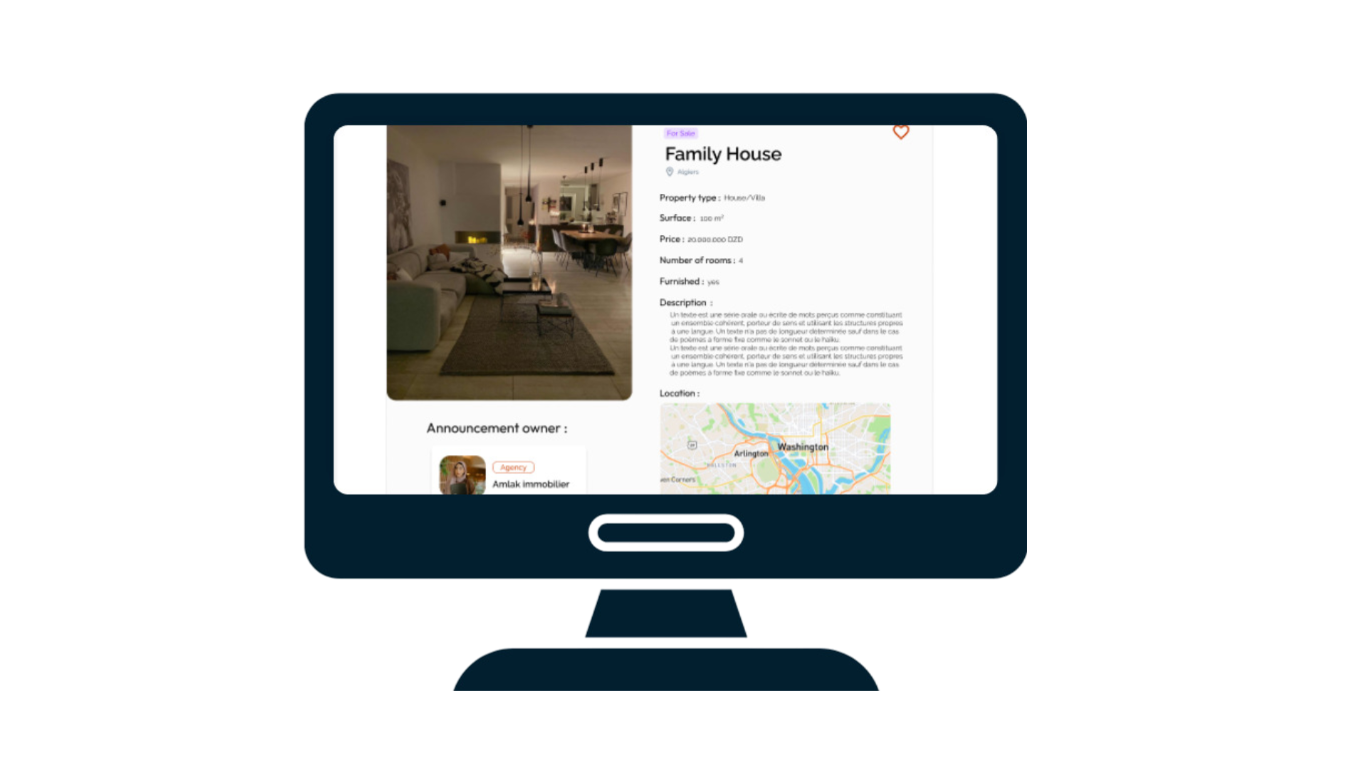 For Sale
Family House
Algiers
Property type : House/Villa
Surface : 100 m²
Price : 20.000.000 DZD
Number of rooms : 4
Furnished : yes
Description :
Un texte est une série orale ou écrite de mots perçus comme constituant
un ensemble cohérent, porteur de sens et utilisant les structures propres
à une langue. Un texte n'a pas de longueur déterminée sauf dans le cas
de poèmes à forme fixe comme le sonnet ou le haïku.
Un texte est une série orale ou écrite de mots perçus comme constituant
un ensemble cohérent, porteur de sens et utilisant les structures propres
à une langue. Un texte n'a pas de longueur déterminée sauf dans le cas
de poèmes à forme fixe comme le sonnet ou le haïku.
Location :
Washington
Arlington
Corners
Announcement owner :
Agency
Amlak immobilier